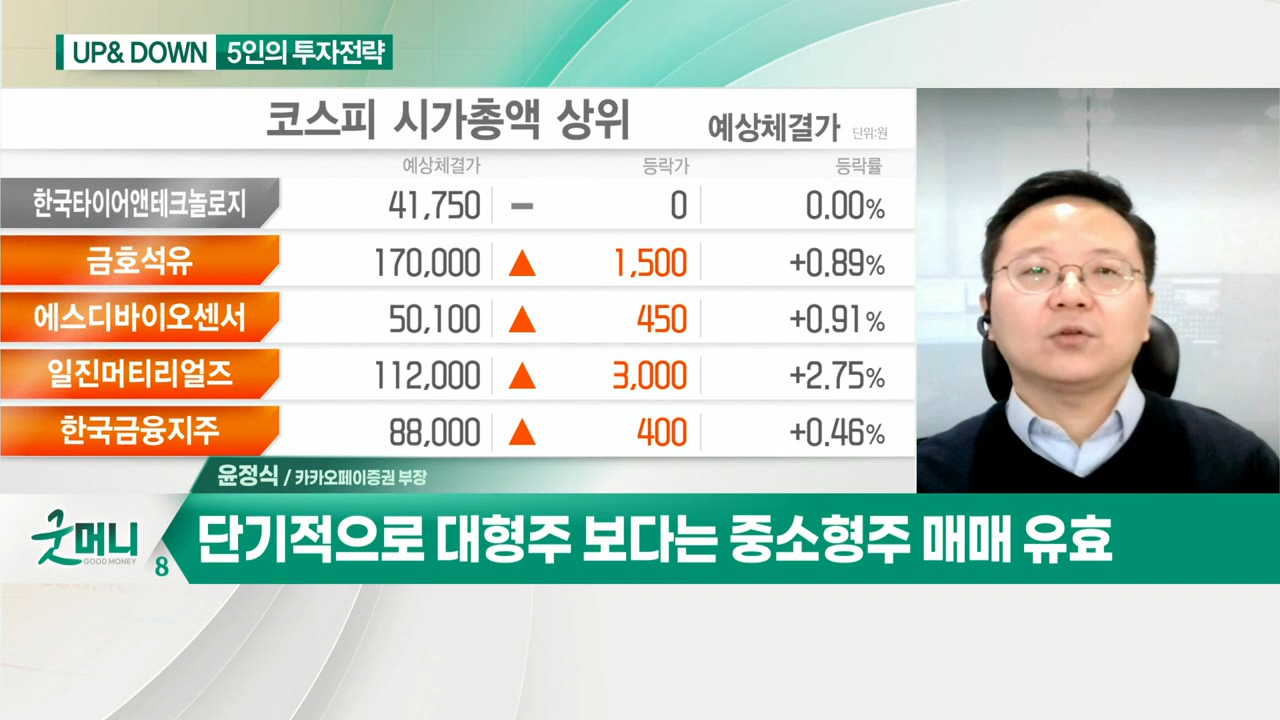 UP& DOWN 5인의 투자전략
코스피 시가총액 상위 예상체결가 단위:원
예상체결가 등락가 등락률
한국타이어앤테크놀로지 41,750 0 0.00%
금호석유 170,000 ▲ 1,500 +0.89%
에스디바이오센서 50,100 ▲ 450 +0.91%
일진머티리얼즈 112,000 ▲ 3,000 +2.75%
한국금융지주 88,000 ▲ 400 +0.46%
윤정식 / 카카오페이증권 부장
굿머니
GOOD MONEY
8
단기적으로 대형주 보다는 중소형주 매매 유효